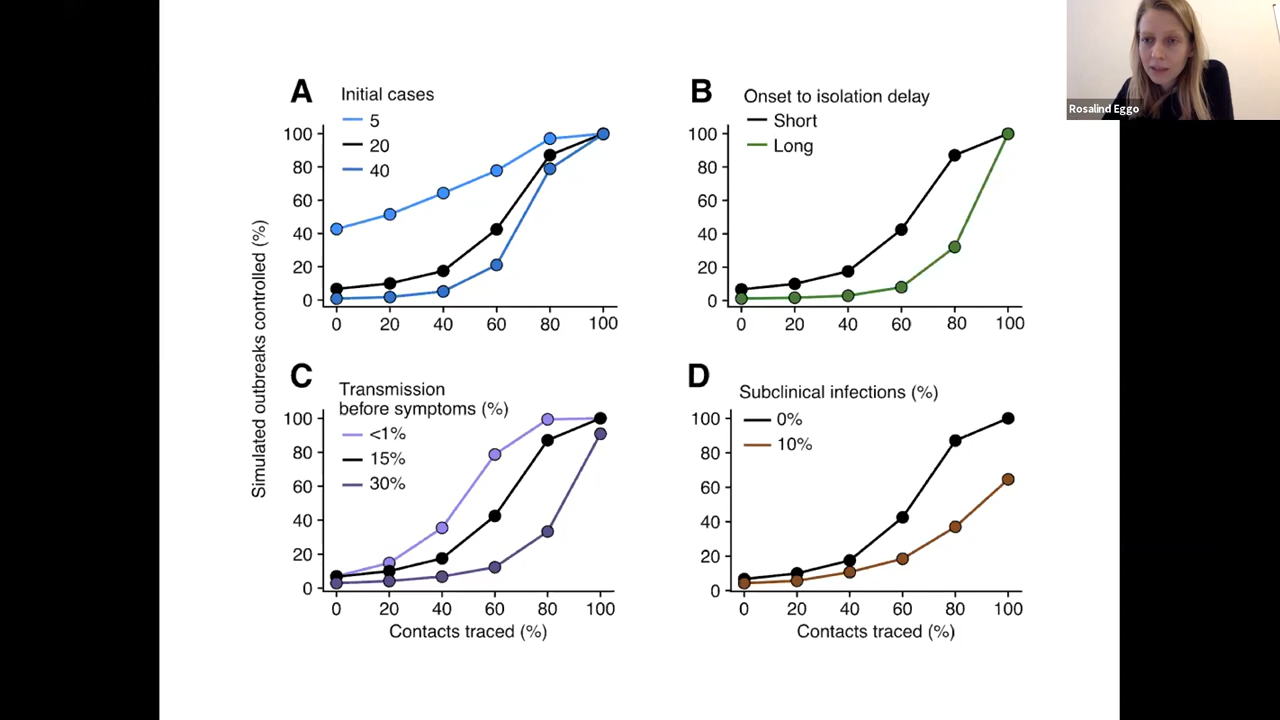 Rosalind Eggo
A
Initial cases
5
20
40
100
80
60
40
20
0
0 20 40 60 80 100
B
Onset to isolation delay
Short
Long
100
80
60
40
20
0
0 20 40 60 80 100
Simulated outbreaks controlled (%)
C
Transmission
before symptoms (%)
<1%
15%
30%
100
80
60
40
20
0
0 20 40 60 80 100
Contacts traced (%)
D
Subclinical infections (%)
0%
10%
100
80
60
40
20
0
0 20 40 60 80 100
Contacts traced (%)